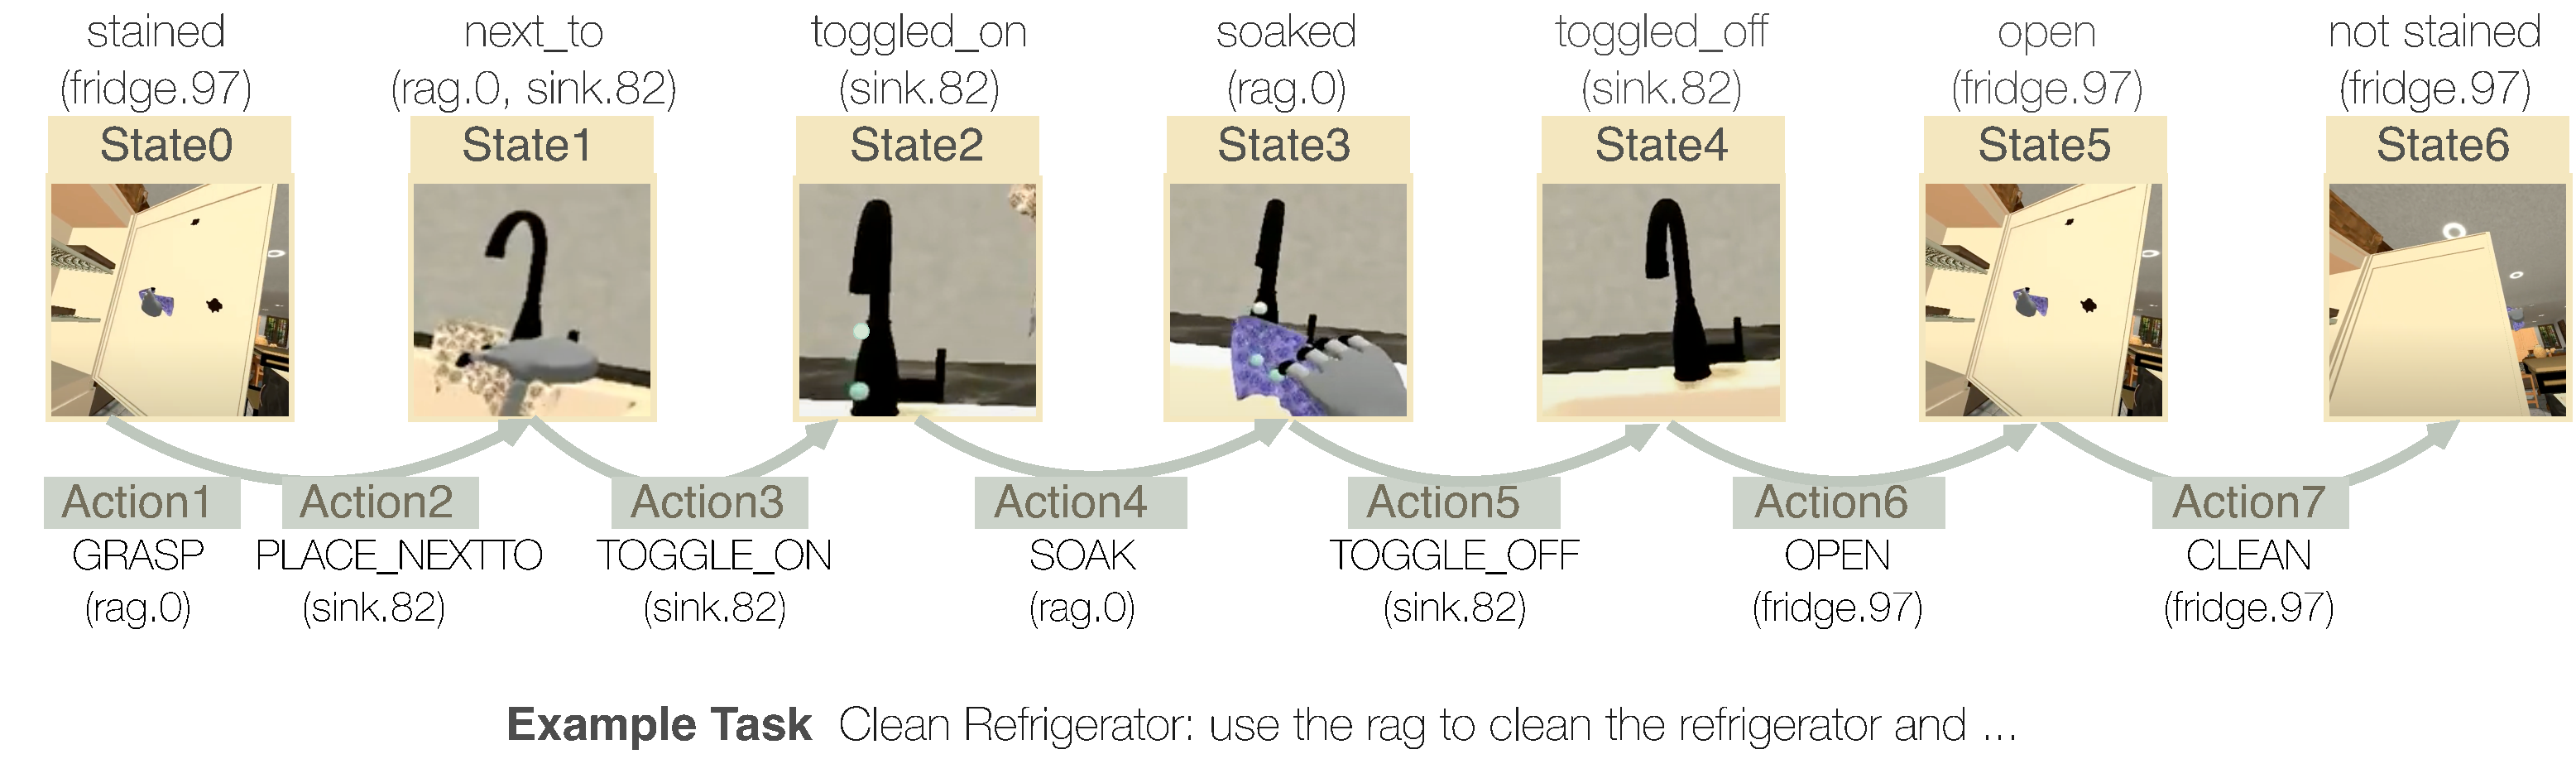 stained
(fridge.97)
next_to
(rag.0, sink.82)
toggled_on
(sink.82)
soaked
(rag.0)
toggled_off
(sink.82)
open
(fridge.97)
not stained
(fridge.97)
State0
State1
State2
State3
State4
State5
State6
Action1
Action2
Action3
Action4
Action5
Action6
Action7
GRASP
(rag.0)
PLACE_NEXTTO
(sink.82)
TOGGLE_ON
(sink.82)
SOAK
(rag.0)
TOGGLE_OFF
(sink.82)
OPEN
(fridge.97)
CLEAN
(fridge.97)
Example Task Clean Refrigerator: use the rag to clean the refrigerator and ...